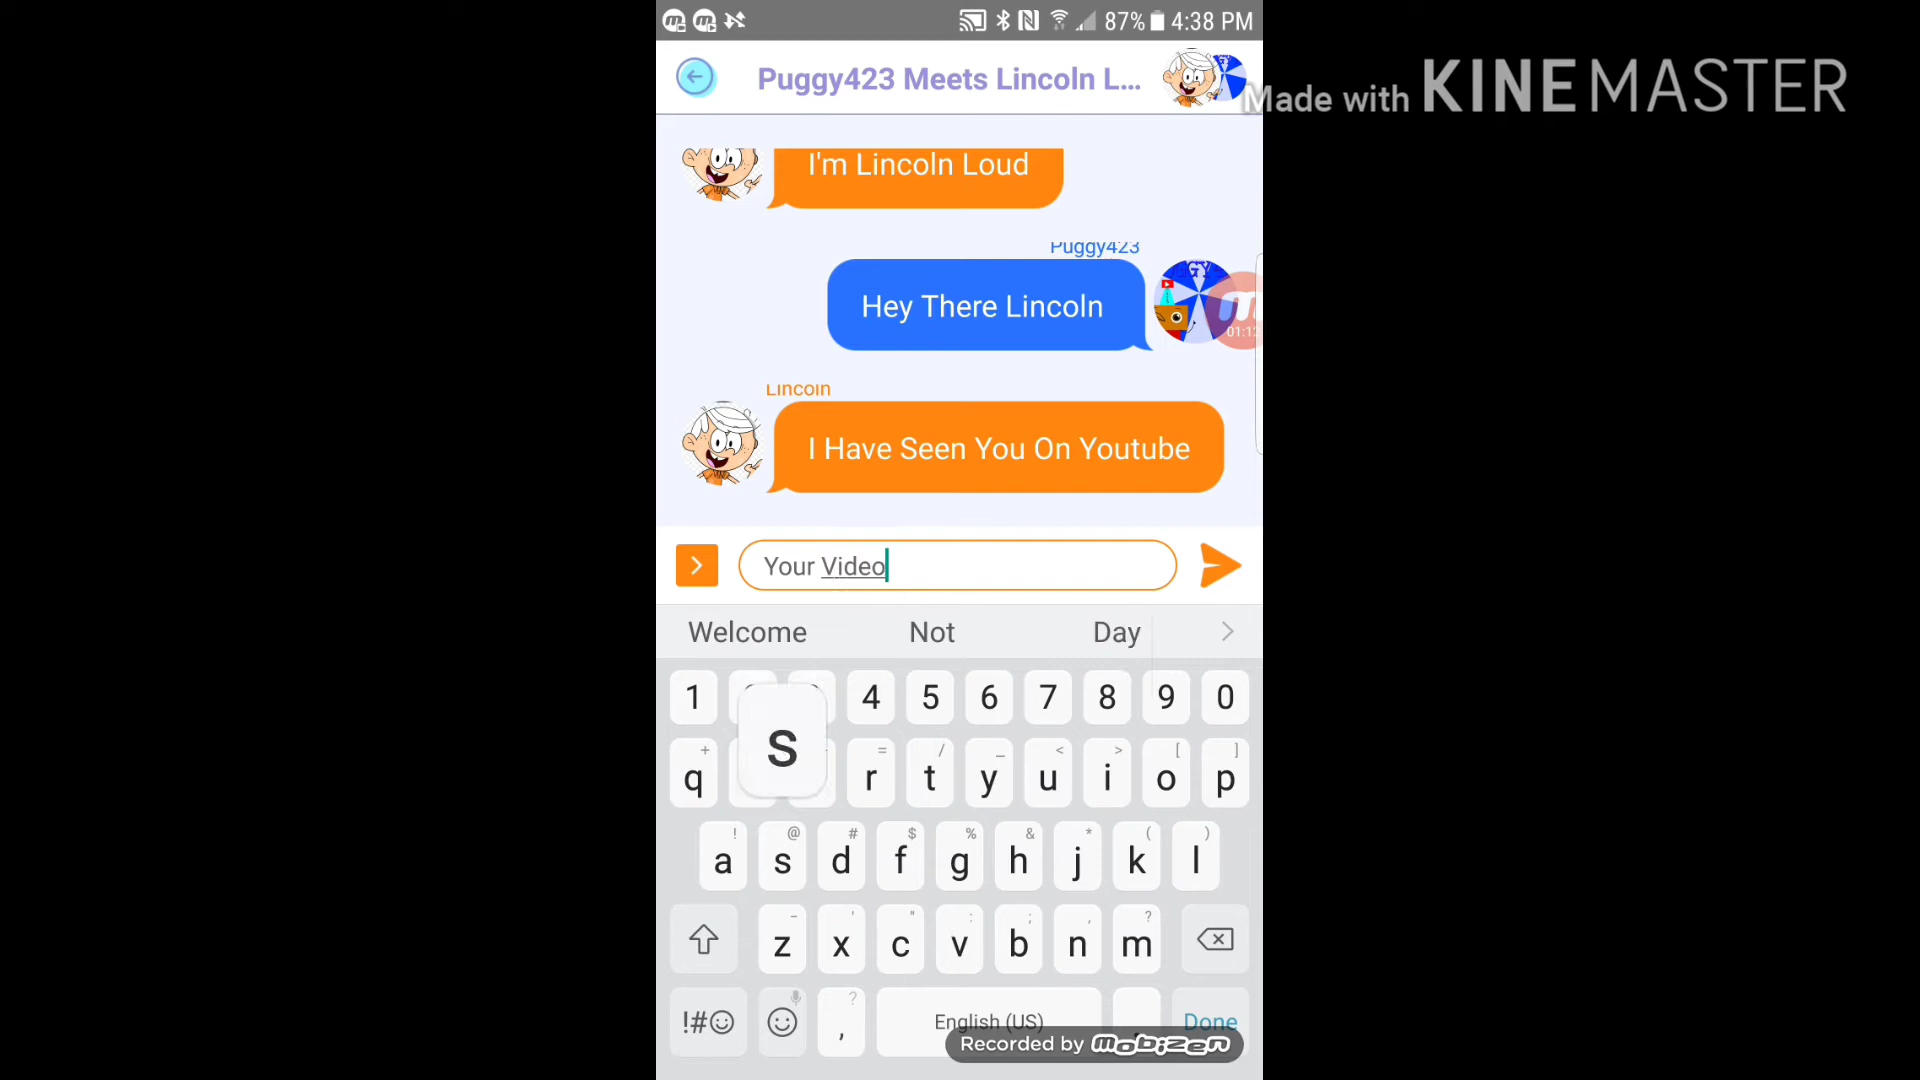 87% 4:38 PM
Puggy423 Meets Lincoln L...
Made with KINEMASTER
I'm Lincoln Loud
Puggy423
Hey There Lincoln
01:12
Lincoln
I Have Seen You On Youtube
Your Video
Welcome Not Day
1 4 5 6 7 8 9 0
S
+ = / _ < > [ ]
q r t y u i o p
! @ # $ % & * ( )
a s d f g h j k l
- ' " : ; , ?
z x c v b n m
!#☺ , ? English (US) . Done
Recorded by mobizen